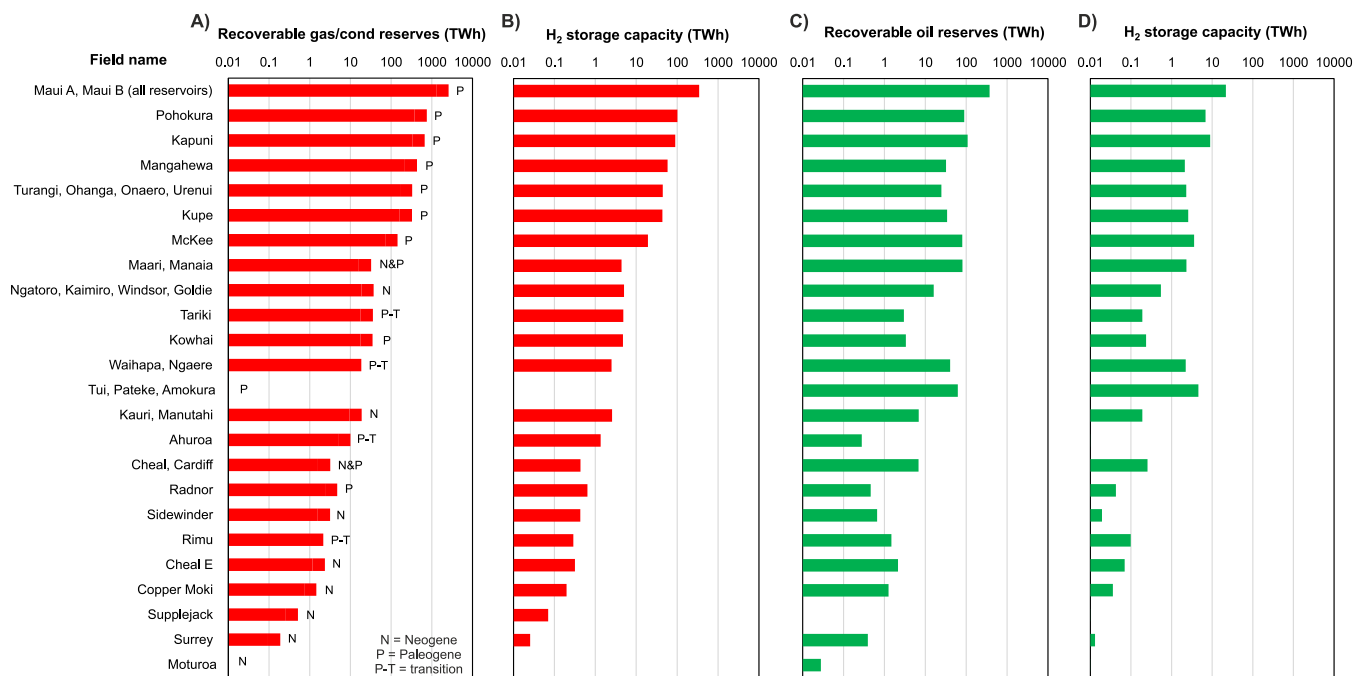 A)
Recoverable gas/cond reserves (TWh)
B)
H₂ storage capacity (TWh)
C)
Recoverable oil reserves (TWh)
D)
H₂ storage capacity (TWh)
Field name
0.01 0.1 1 10 100 1000 10000
0.01 0.1 1 10 100 1000 10000
0.01 0.1 1 10 100 1000 10000
0.01 0.1 1 10 100 1000 10000
Maui A, Maui B (all reservoirs) P
Pohokura P
Kapuni P
Mangahewa P
Turangi, Ohanga, Onaero, Urenui P
Kupe P
McKee P
Maari, Manaia N&P
Ngatoro, Kaimiro, Windsor, Goldie N
Tariki P-T
Kowhai P
Waihapa, Ngaere P-T
Tui, Pateke, Amokura P
Kauri, Manutahi N
Ahuroa P-T
Cheal, Cardiff N&P
Radnor P
Sidewinder N
Rimu P-T
Cheal E N
Copper Moki N
Supplejack N
Surrey N
Moturoa N
N = Neogene
P = Paleogene
P-T = transition